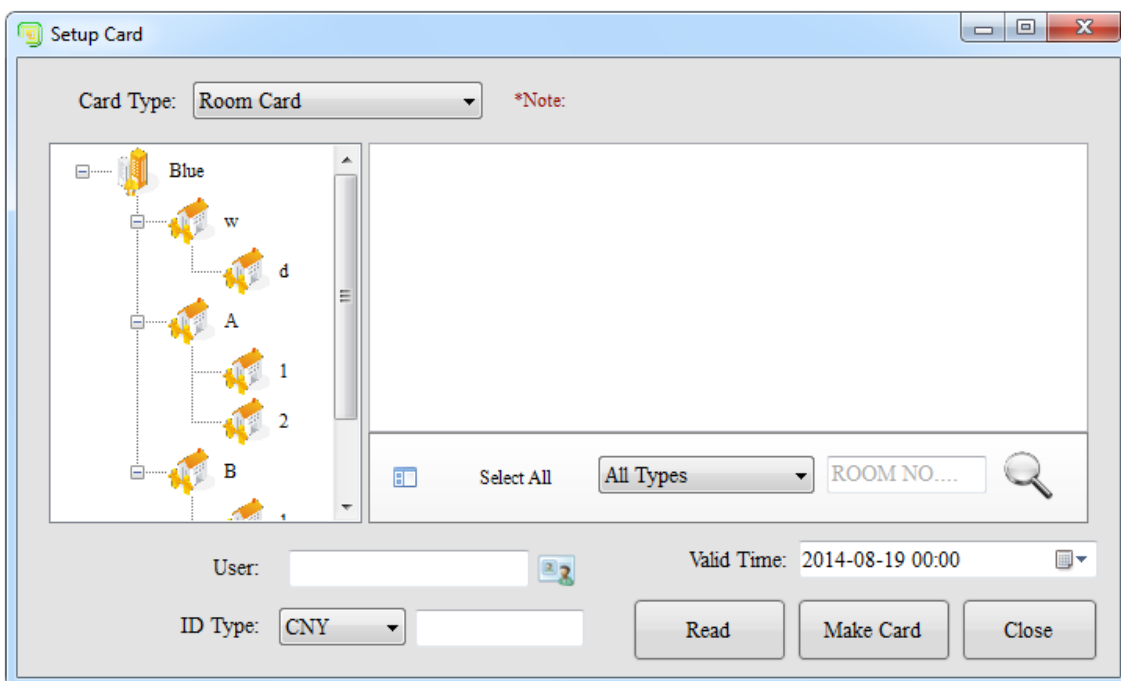 Setup Card
Card Type: Room Card *Note:
Blue
w
d
A
1
2
B
1
Select All All Types ROOM NO....
User: Valid Time: 2014-08-19 00:00
ID Type: CNY Read Make Card Close